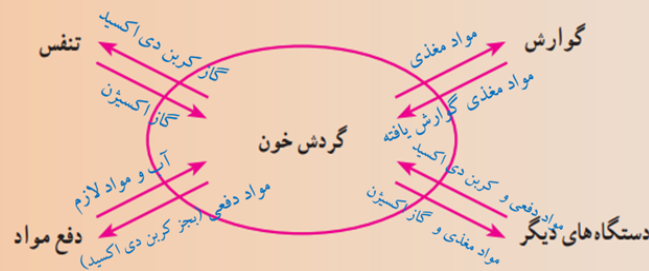 گوارش
مواد مغذی
مواد مغذی گوارش یافته
تنفس
گاز کربن دی اکسید
گاز اکسیژن
گردش خون
دستگاه‌های دیگر
مواد دفعی و کربن دی اکسید
مواد مغذی و گاز اکسیژن
دفع مواد
آب و مواد لازم
مواد دفعی (بجز کربن دی اکسید)